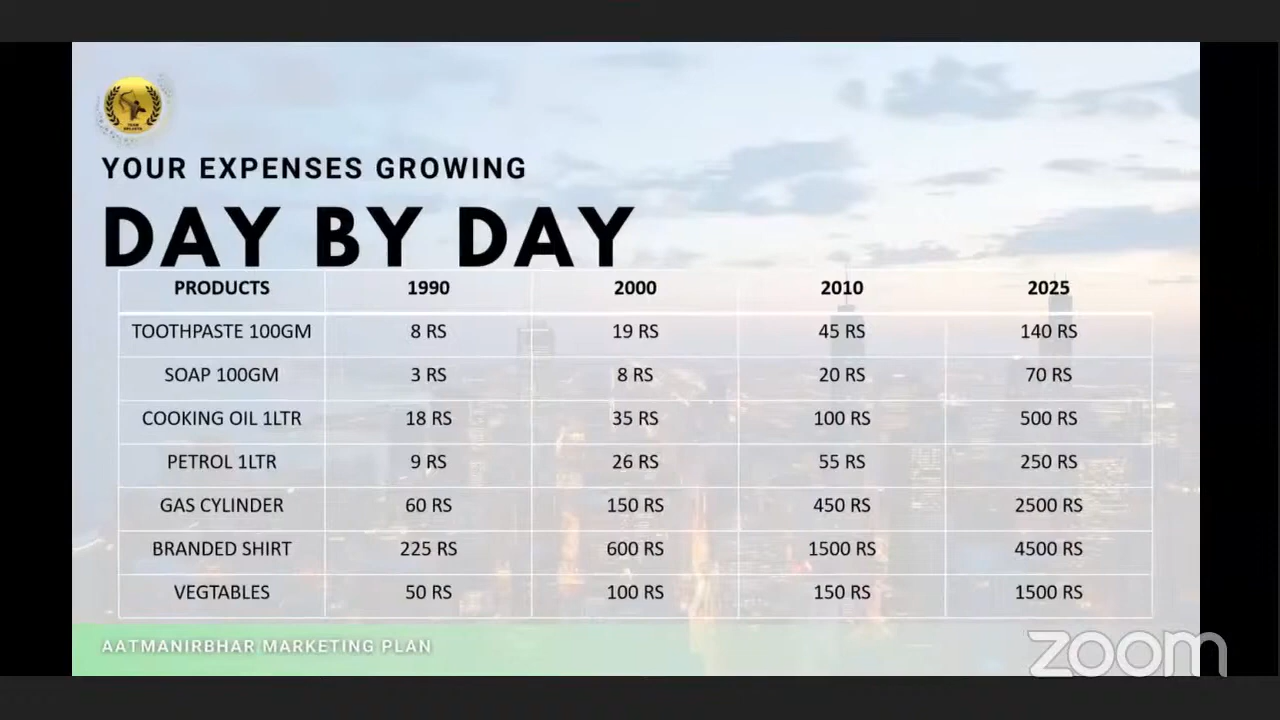 YOUR EXPENSES GROWING
DAY BY DAY
PRODUCTS 1990 2000 2010 2025
TOOTHPASTE 100GM 8 RS 19 RS 45 RS 140 RS
SOAP 100GM 3 RS 8 RS 20 RS 70 RS
COOKING OIL 1LTR 18 RS 35 RS 100 RS 500 RS
PETROL 1LTR 9 RS 26 RS 55 RS 250 RS
GAS CYLINDER 60 RS 150 RS 450 RS 2500 RS
BRANDED SHIRT 225 RS 600 RS 1500 RS 4500 RS
VEGTABLES 50 RS 100 RS 150 RS 1500 RS
AATMANIRBHAR MARKETING PLAN
zoom